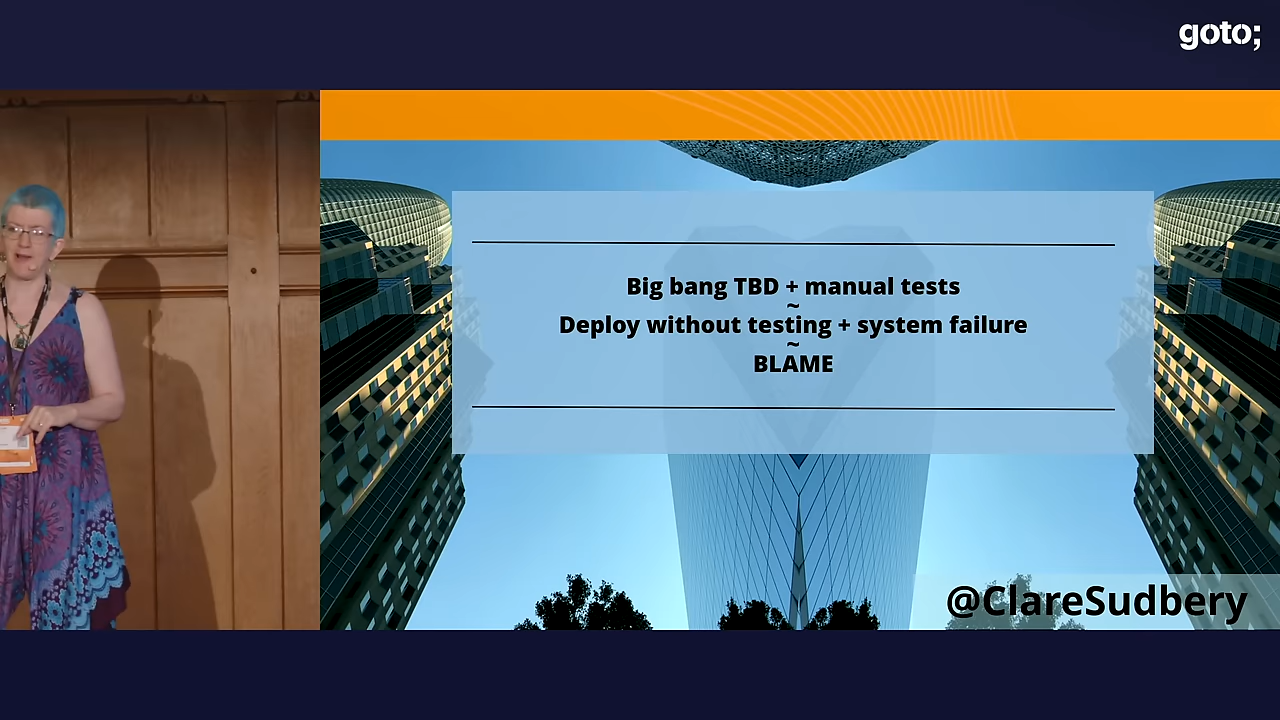 goto;
Big bang TBD + manual tests
~
Deploy without testing + system failure
~
BLAME
@ClareSudbery